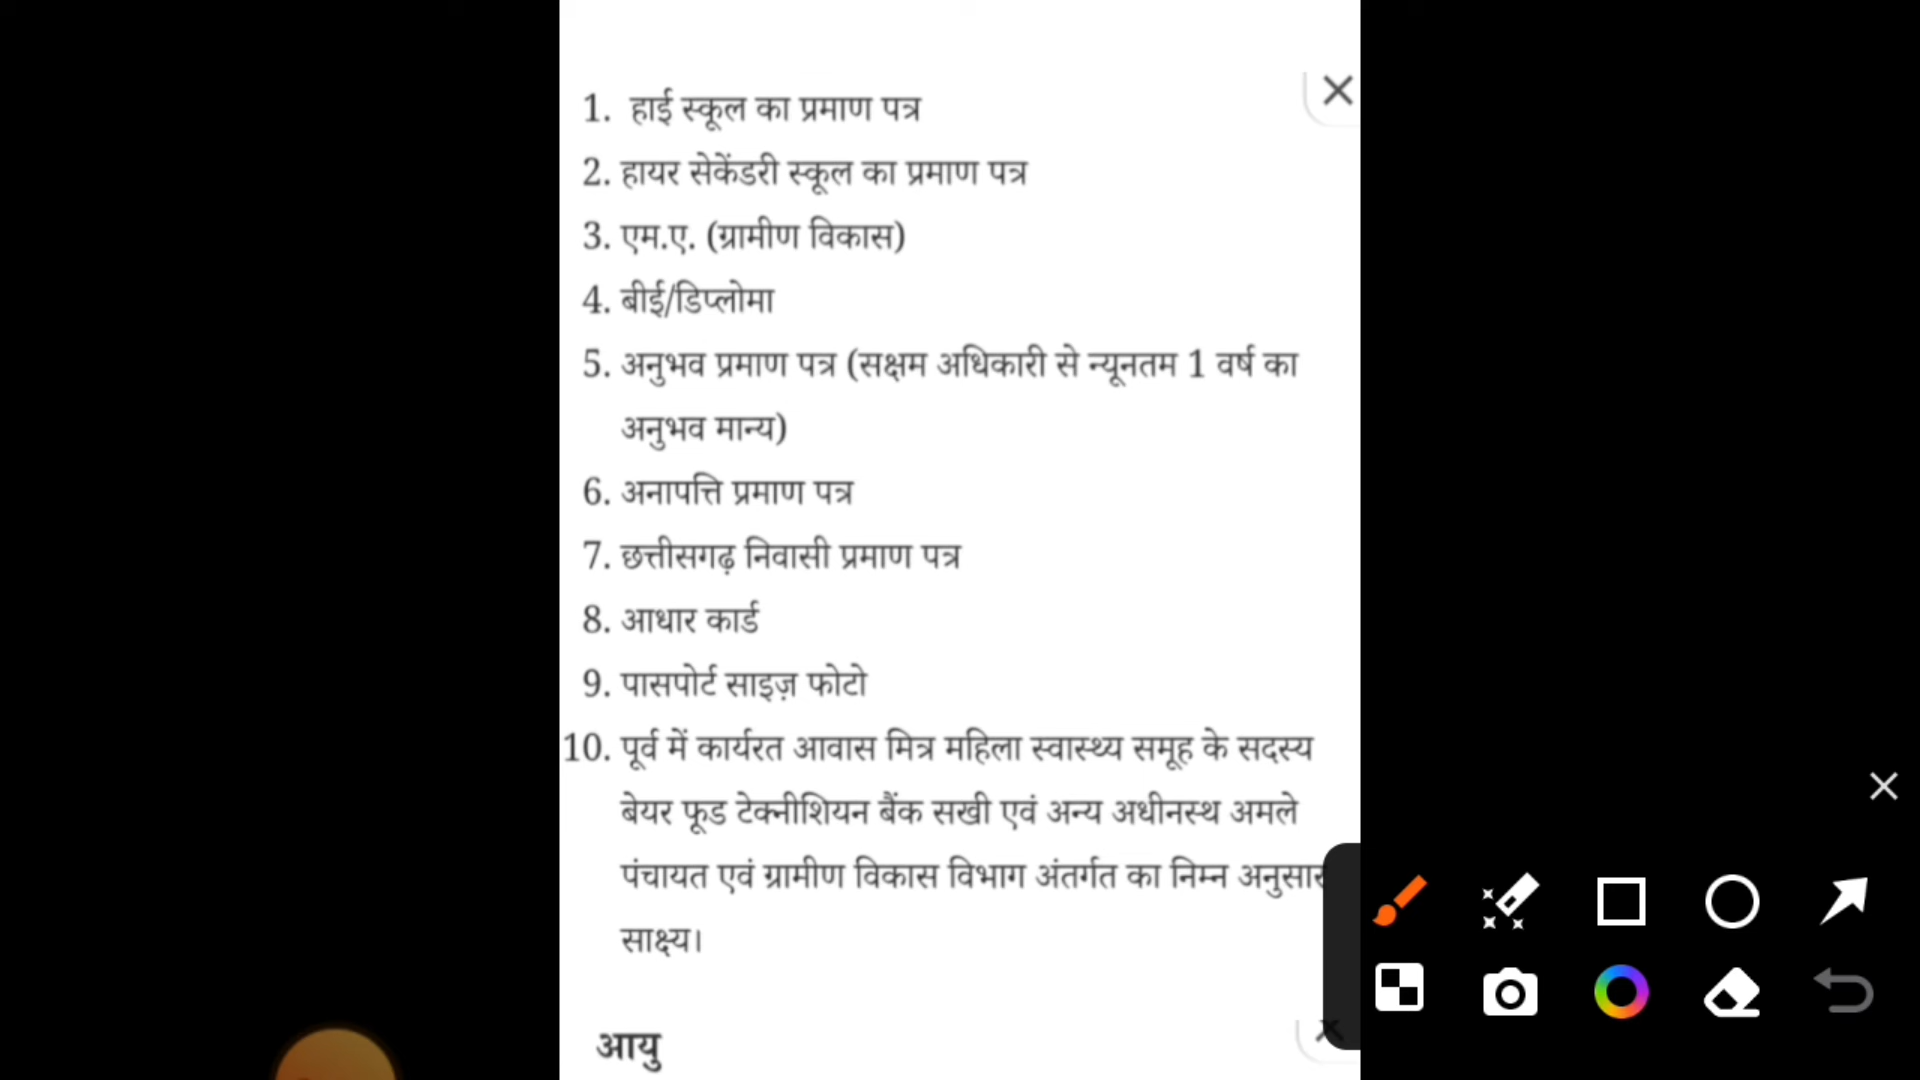 1. हाई स्कूल का प्रमाण पत्र
2. हायर सेकेंडरी स्कूल का प्रमाण पत्र
3. एम.ए. (ग्रामीण विकास)
4. बीई/डिप्लोमा
5. अनुभव प्रमाण पत्र (सक्षम अधिकारी से न्यूनतम 1 वर्ष का
अनुभव मान्य)
6. अनापत्ति प्रमाण पत्र
7. छत्तीसगढ़ निवासी प्रमाण पत्र
8. आधार कार्ड
9. पासपोर्ट साइज़ फोटो
10. पूर्व में कार्यरत आवास मित्र महिला स्वास्थ्य समूह के सदस्य
बेयर फूड टेक्नीशियन बैंक सखी एवं अन्य अधीनस्थ अमले
पंचायत एवं ग्रामीण विकास विभाग अंतर्गत का निम्न अनुसार
साक्ष्य।
आयु